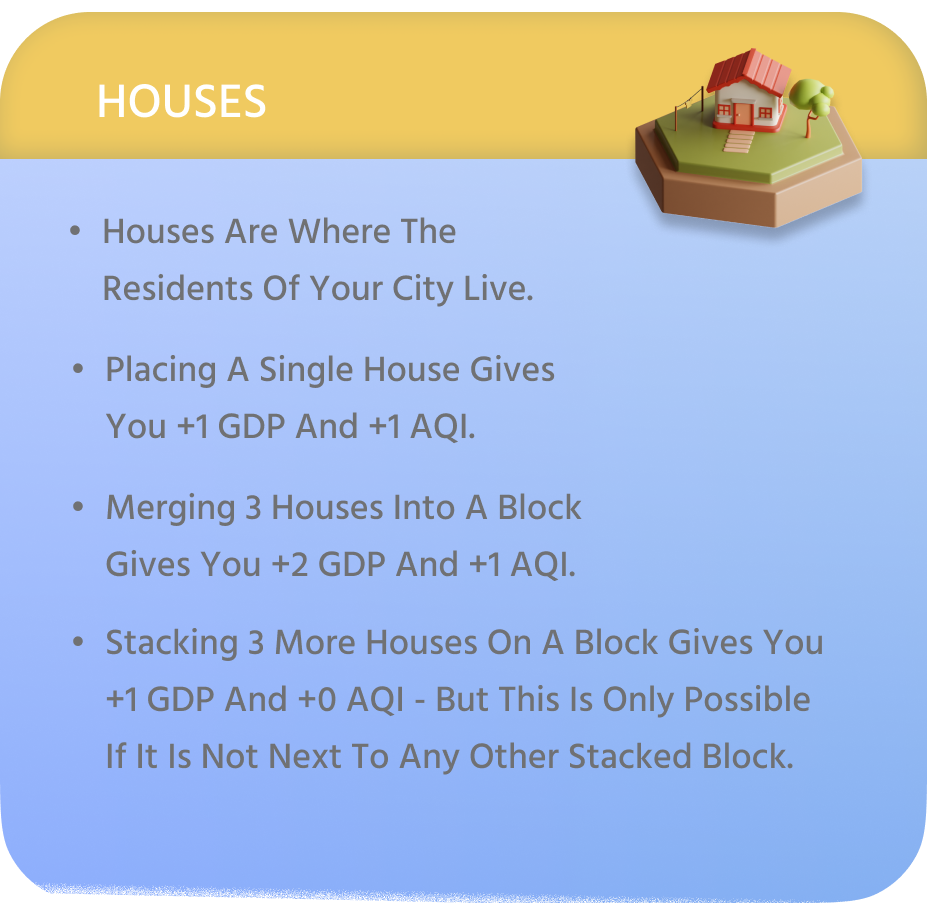 HOUSES
• Houses Are Where The
Residents Of Your City Live.
• Placing A Single House Gives
You +1 GDP And +1 AQI.
• Merging 3 Houses Into A Block
Gives You +2 GDP And +1 AQI.
• Stacking 3 More Houses On A Block Gives You
+1 GDP And +0 AQI - But This Is Only Possible
If It Is Not Next To Any Other Stacked Block.